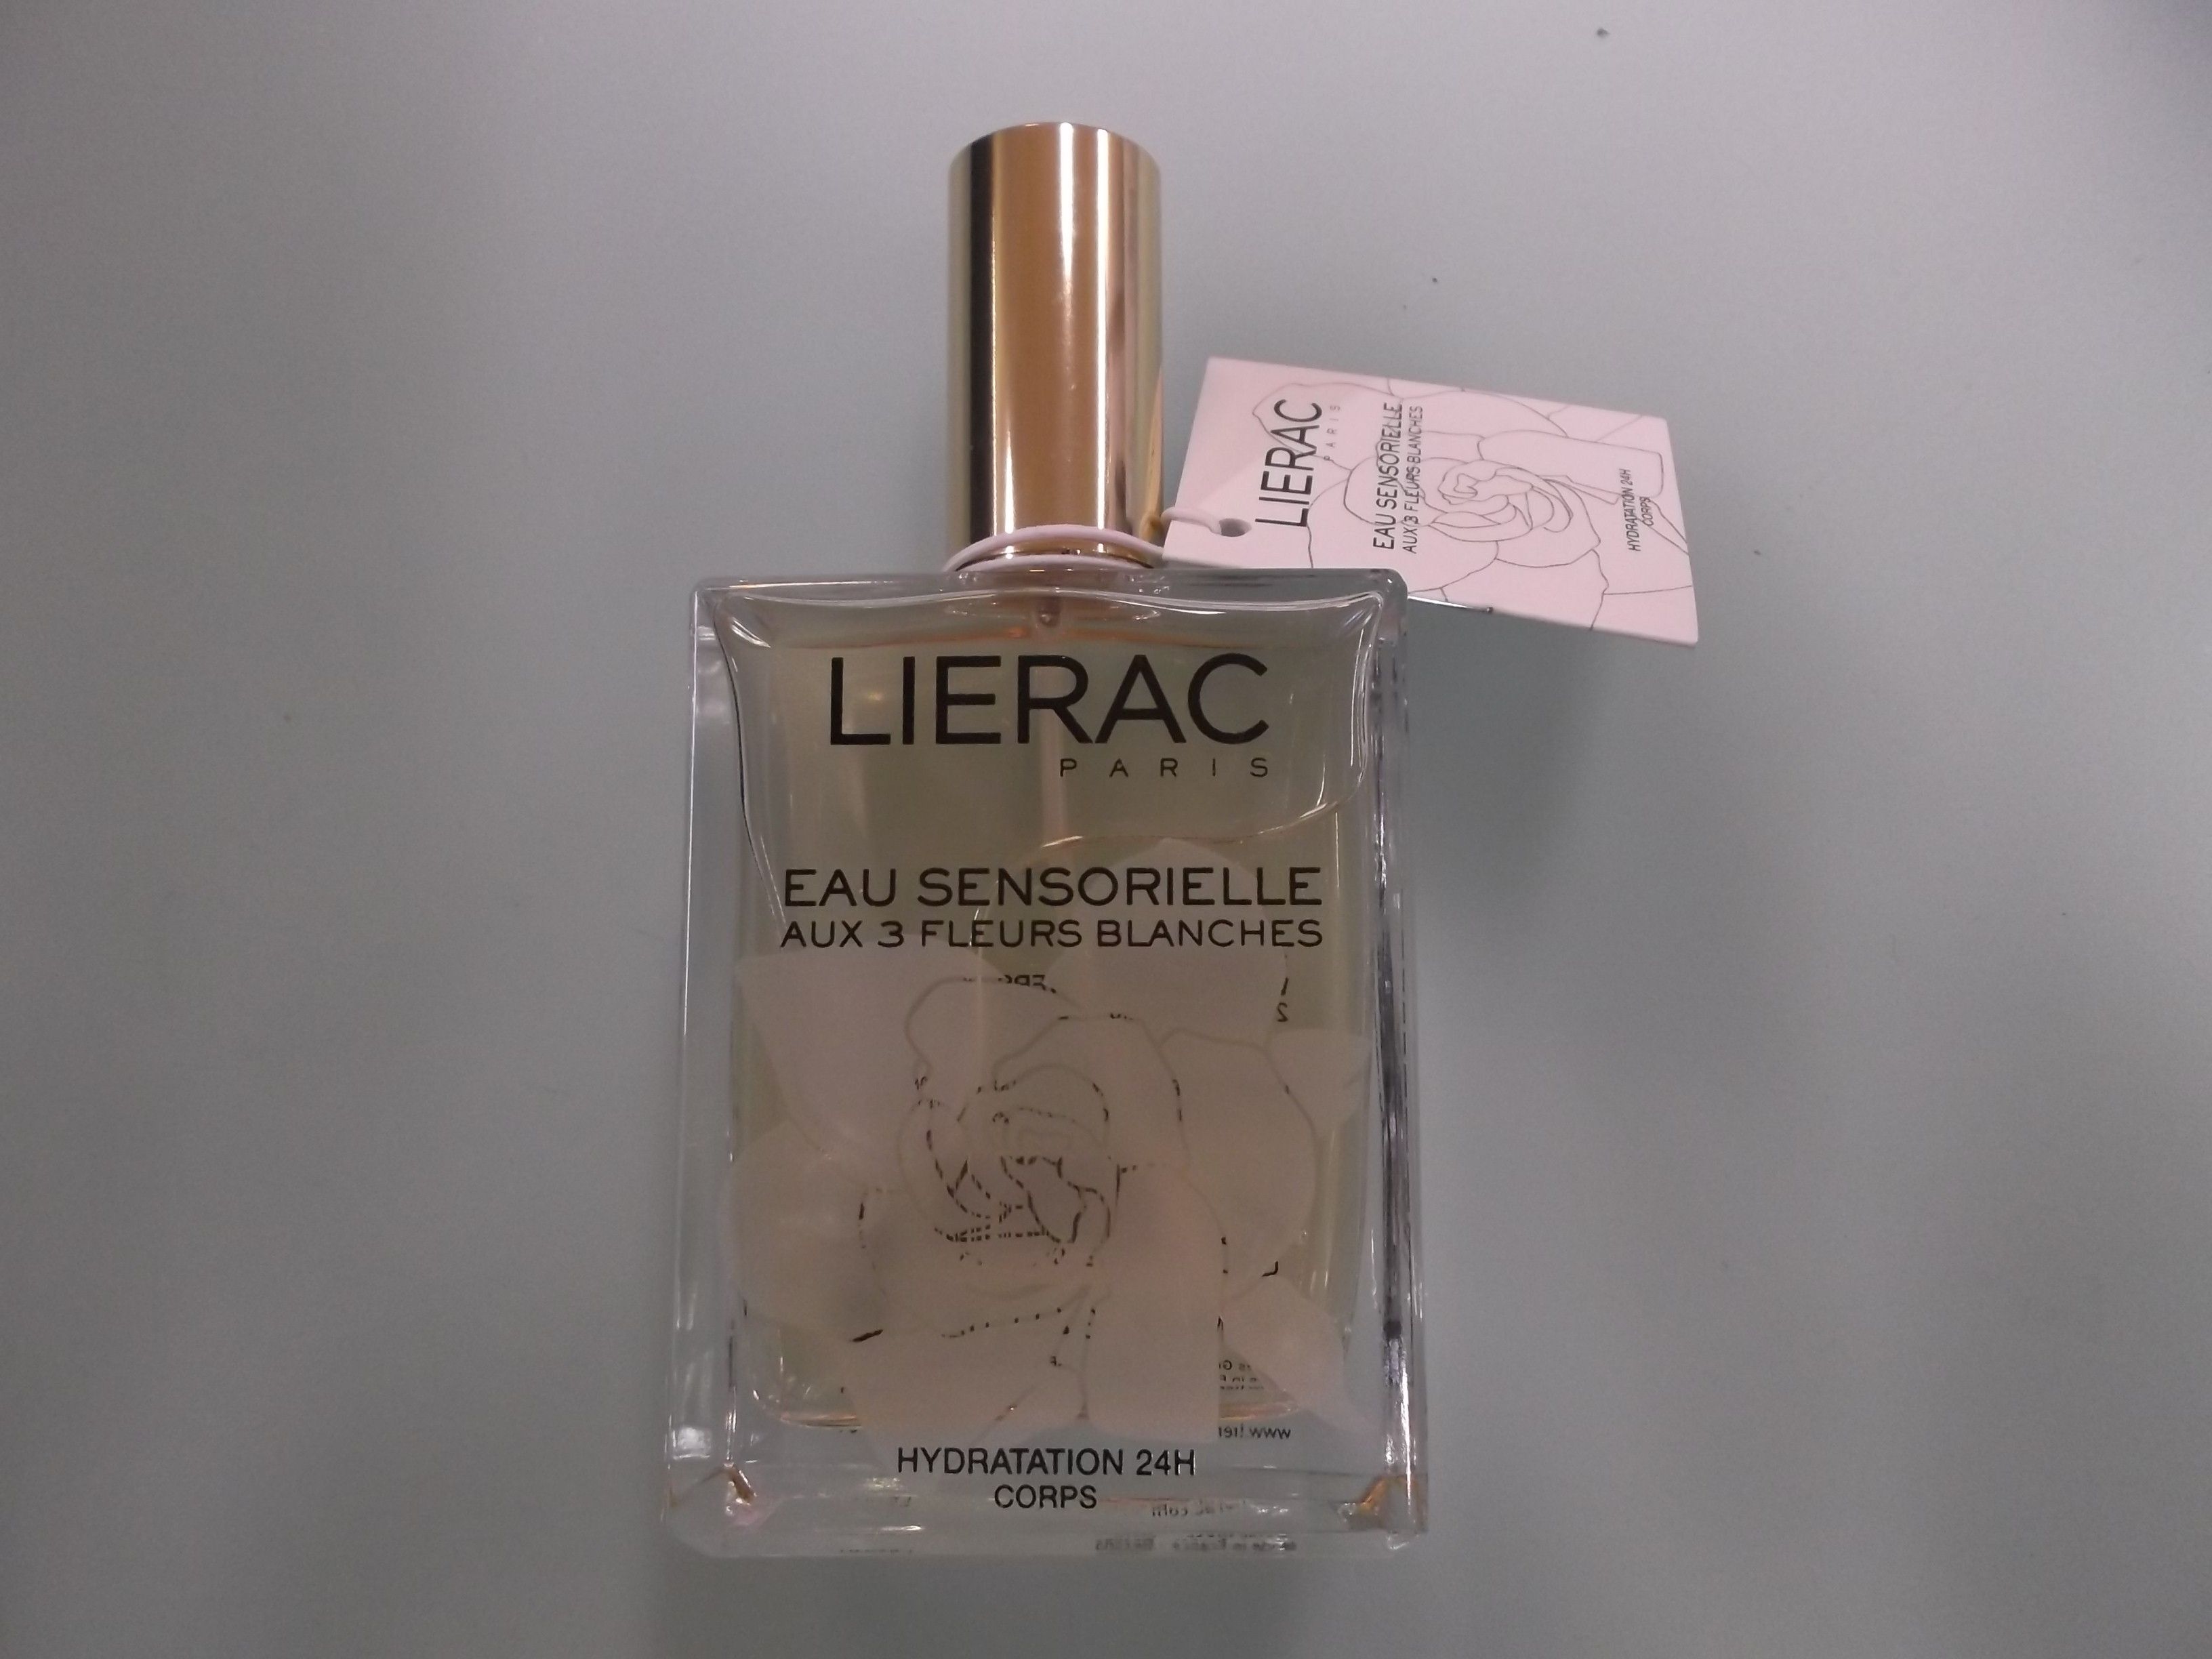 LIERAC
PARIS
EAU SENSORIELLE
AUX 3 FLEURS BLANCHES
HYDRATATION 24H
CORPS
LIERAC
PARIS
EAU SENSORIELLE
AUX 3 FLEURS BLANCHES
HYDRATATION 24H
CORPS